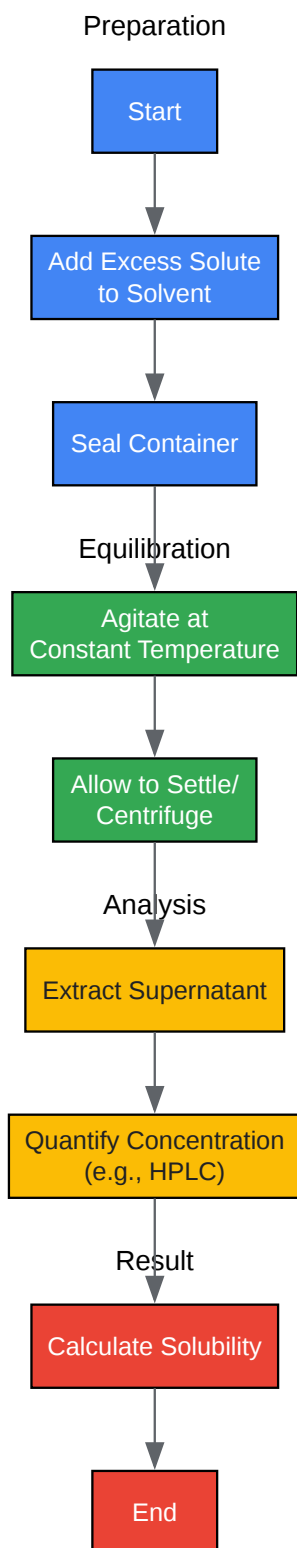 Preparation
Start
Add Excess Solute
to Solvent
Seal Container
Equilibration
Agitate at
Constant Temperature
Allow to Settle/
Centrifuge
Analysis
Extract Supernatant
Quantify Concentration
(e.g., HPLC)
Result
Calculate Solubility
End